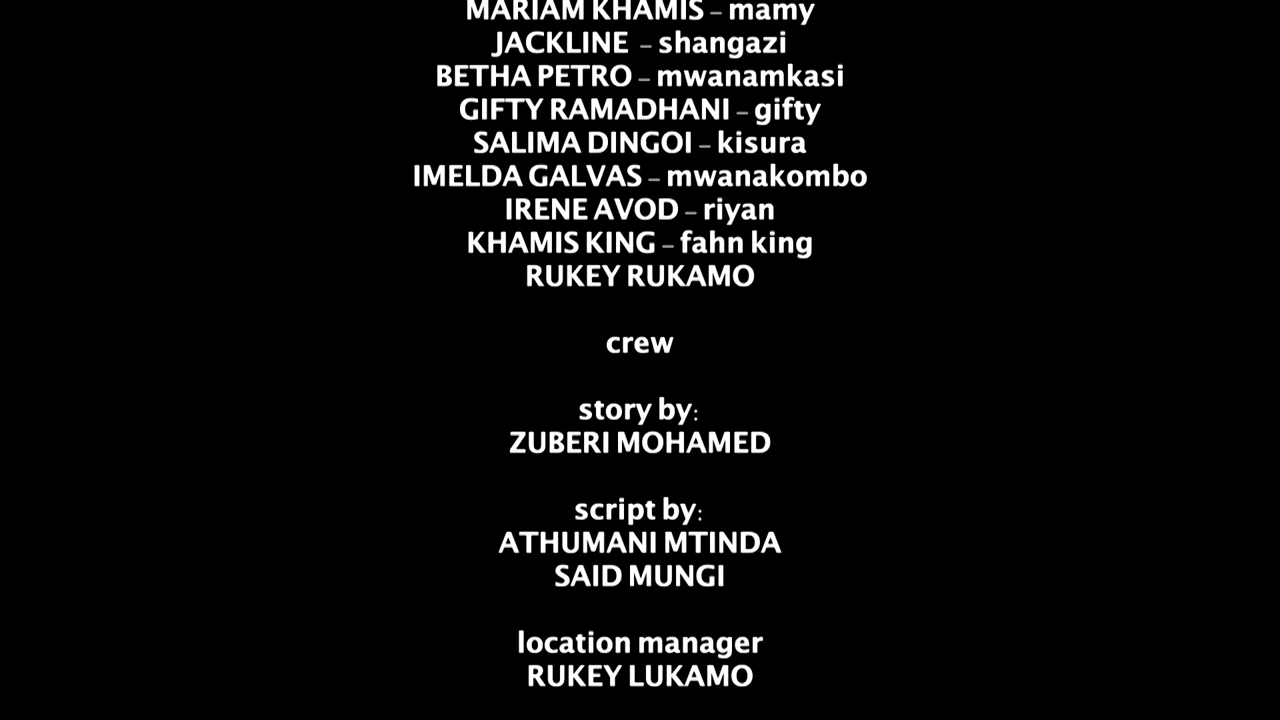 MARIAM KHAMIS – mamy
JACKLINE – shangazi
BETHA PETRO – mwanamkasi
GIFTY RAMADHANI – gifty
SALIMA DINGOI – kisura
IMELDA GALVAS – mwanakombo
IRENE AVOD – riyan
KHAMIS KING – fahn king
RUKEY RUKAMO
crew
story by:
ZUBERI MOHAMED
script by:
ATHUMANI MTINDA
SAID MUNGI
location manager
RUKEY LUKAMO